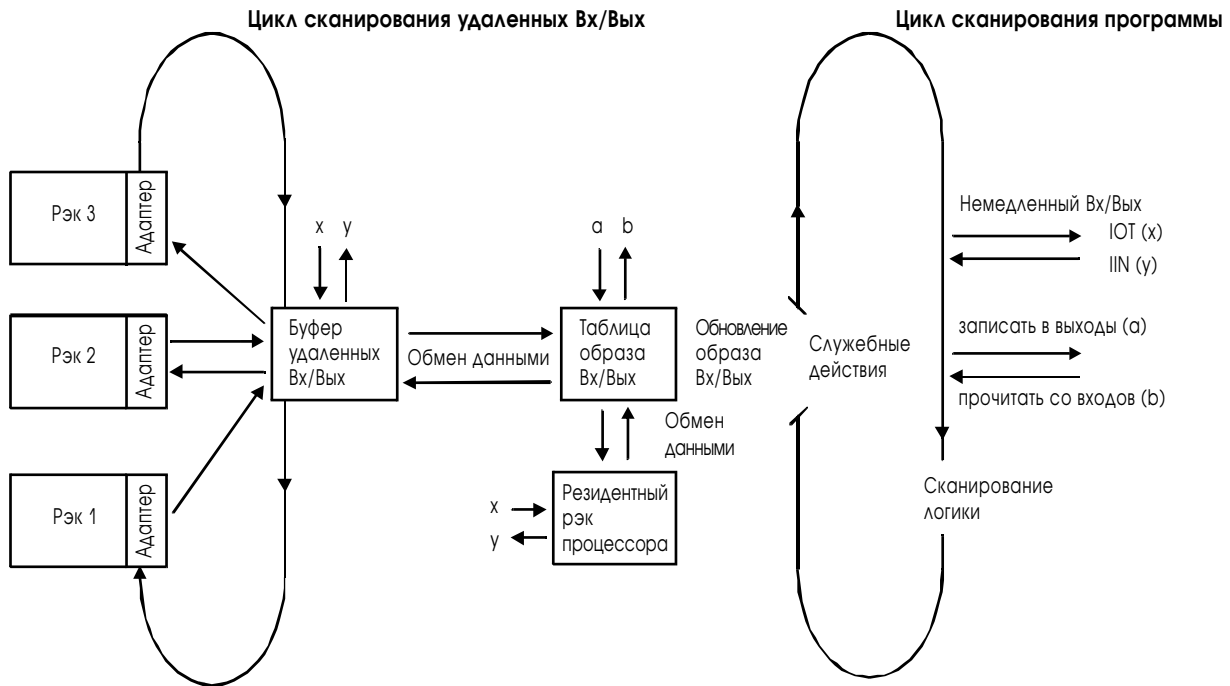 Цикл сканирования удаленных Вх/Вых
Цикл сканирования программы
Рэк 3
Адаптер
Рэк 2
Адаптер
Рэк 1
Адаптер
x y
Буфер
удаленных
Вх/Вых
Обмен данными
a b
Таблица
образа
Вх/Вых
Обновление
образа
Вх/Вых
Обмен
данными
Резидентный
рэк
процессора
x
y
Служебные
действия
Немедленный Вх/Вых
IOT (x)
IIN (y)
записать в выходы (a)
прочитать со входов (b)
Сканирование
логики